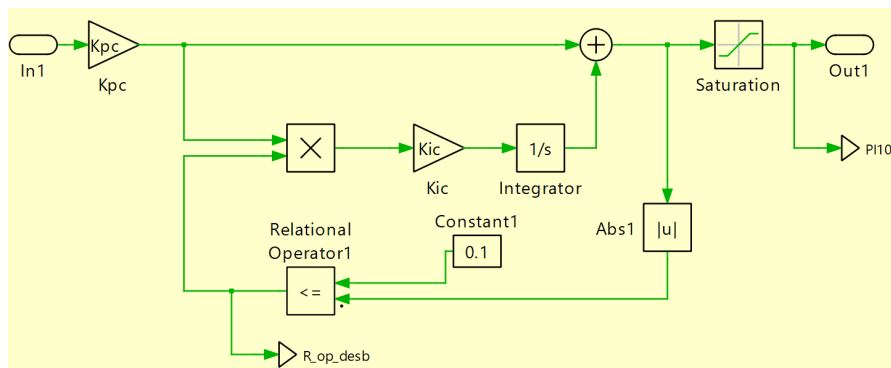 In1
Kpc
Kpc
+
Saturation
Out1
PI10
×
Kic
Kic
1/s
Integrator
Abs1
|u|
Relational
Operator1
<=
Constant1
0.1
R_op_desb